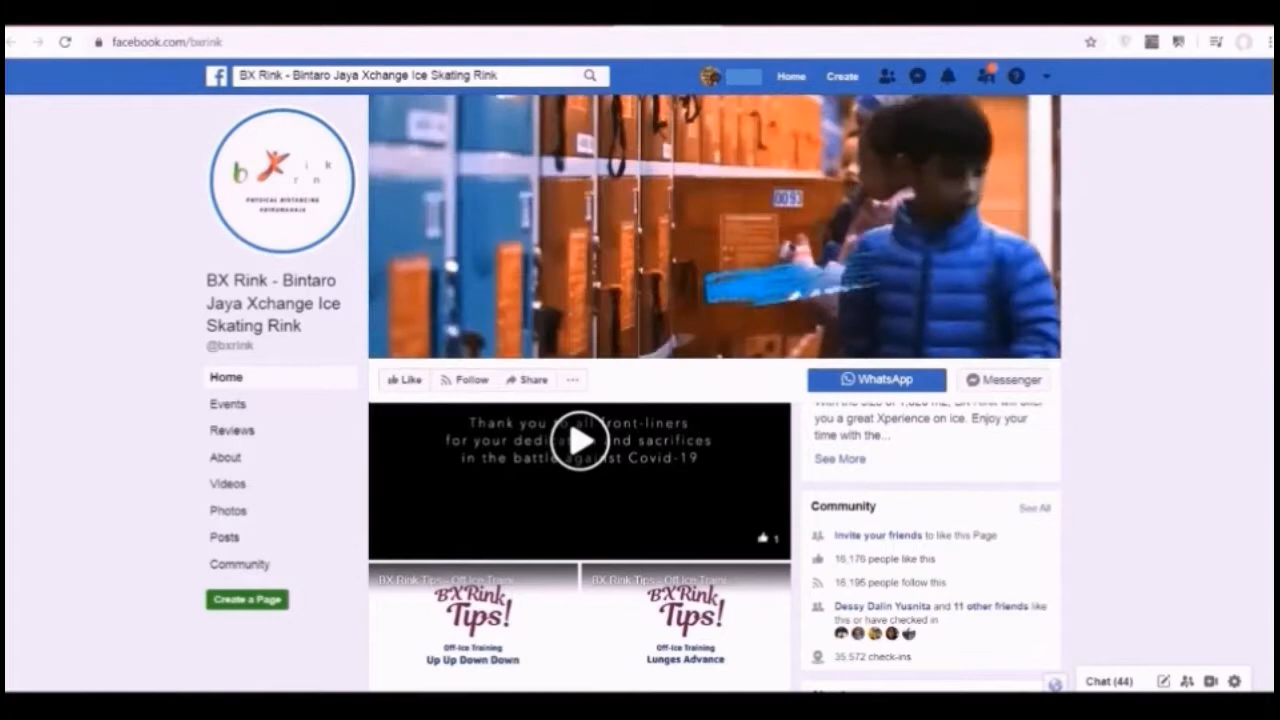 facebook.com/bxrink
BX Rink - Bintaro Jaya Xchange Ice Skating Rink
Home
Create
b X r i n k
PHYSICAL DISTANCING
BX Rink - Bintaro
Jaya Xchange Ice
Skating Rink
@bxrink
Home
Events
Reviews
About
Videos
Photos
Posts
Community
Create a Page
0093
Like
Follow
Share
WhatsApp
Messenger
Thank you to all front-liners
for your dedication and sacrifices
in the battle against Covid-19
1
BX Rink Tips - Off Ice Traini
BX Rink Tips - Off Ice Traini
BX Rink
Tips!
Off-Ice Training
Up Up Down Down
BX Rink
Tips!
Off-Ice Training
Lunges Advance
you a great Xperience on ice. Enjoy your
time with the...
See More
Community
See All
Invite your friends to like this Page
16,176 people like this
16,195 people follow this
Dessy Dalin Yusnita and 11 other friends like
this or have checked in
35,572 check-ins
Chat (44)